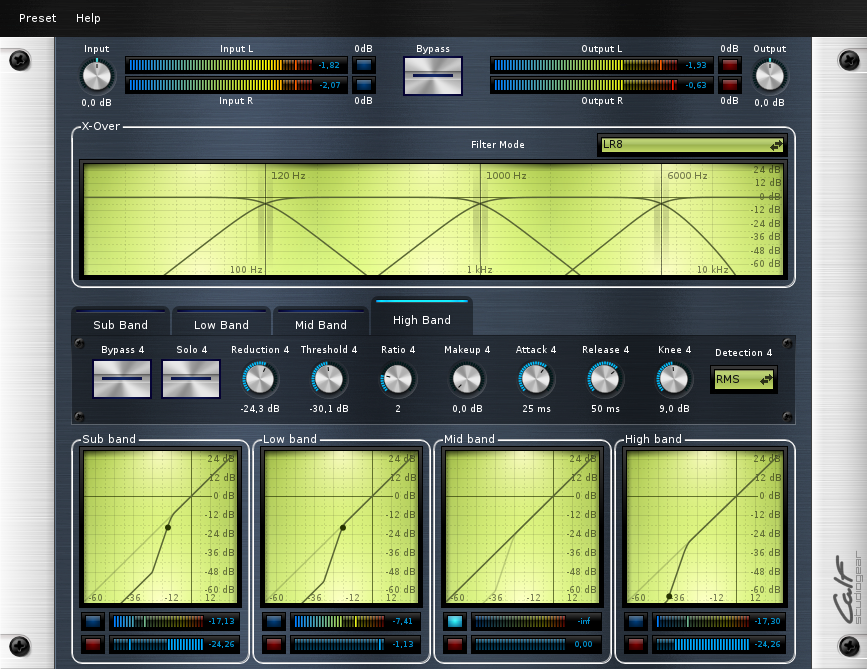 Preset Help
Input Input L 0dB Bypass Output L 0dB Output
-1,82 -1,93
-2,07 -0,63
0,0 dB Input R 0dB Output R 0dB 0,0 dB
X-Over
Filter Mode LR8
120 Hz 1000 Hz 6000 Hz 24 dB
12 dB
0 dB
-12 dB
-24 dB
-36 dB
-48 dB
-60 dB
100 Hz 1 kHz 10 kHz
Sub Band Low Band Mid Band High Band
Bypass 4 Solo 4 Reduction 4 Threshold 4 Ratio 4 Makeup 4 Attack 4 Release 4 Knee 4 Detection 4
RMS
-24,3 dB -30,1 dB 2 0,0 dB 25 ms 50 ms 9,0 dB
Sub band Low band Mid band High band
24 dB 24 dB 24 dB 24 dB
12 dB 12 dB 12 dB 12 dB
0 dB 0 dB 0 dB 0 dB
-12 dB -12 dB -12 dB -12 dB
-24 dB -24 dB -24 dB -24 dB
-36 dB -36 dB -36 dB -36 dB
-48 dB -48 dB -48 dB -48 dB
-60 dB -60 dB -60 dB -60 dB
-60 -36 -12 12 -60 -36 -12 12 -60 -36 -12 12 -60 -36 -12 12
-17,13 -7,41 -inf -17,30
-24,26 -1,13 0,00 -24,26
Calf
studiogear